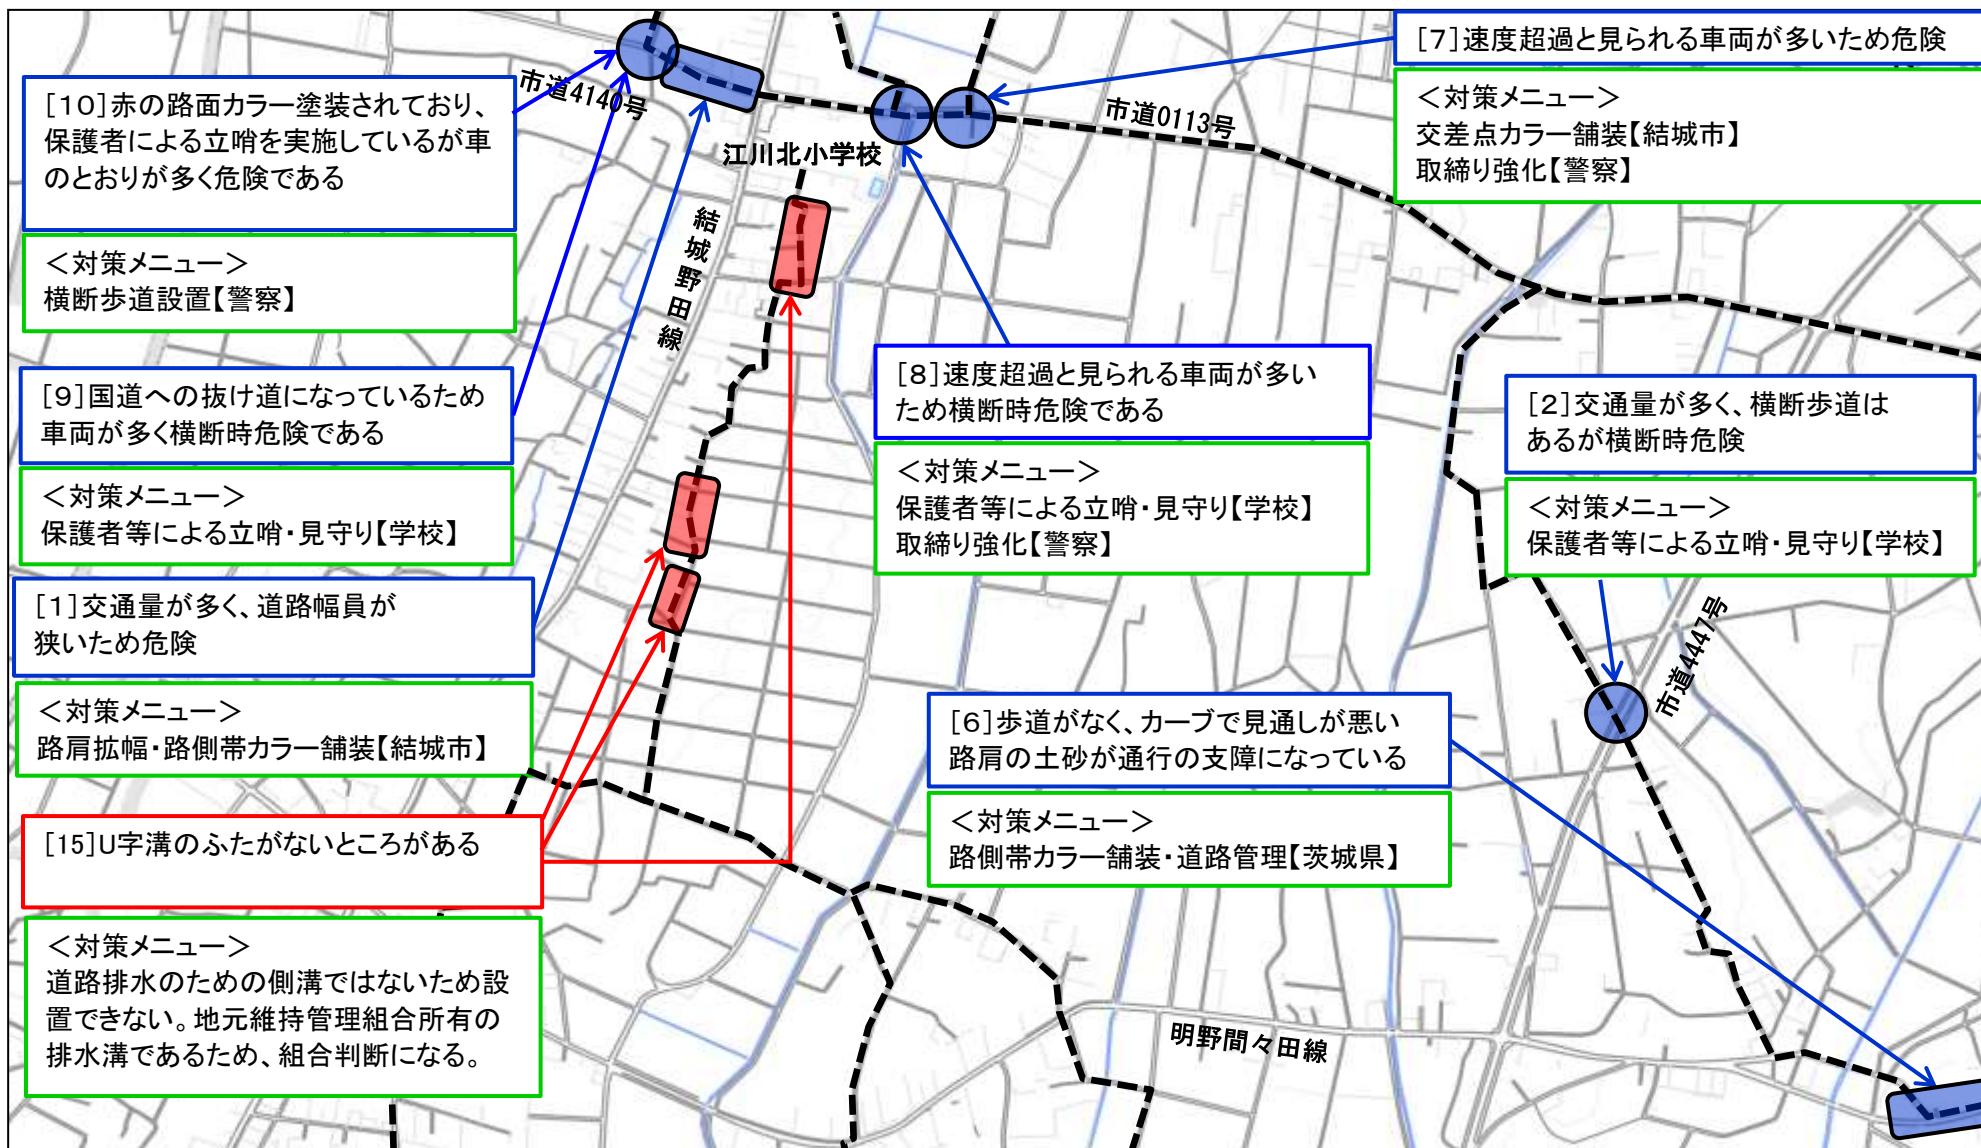 [7]速度超過と見られる車両が多いため危険
<対策メニュー>
交差点カラー舗装【結城市】
取締り強化【警察】
[10]赤の路面カラー塗装されており、
保護者による立哨を実施しているが車
のとおりが多く危険である
<対策メニュー>
横断歩道設置【警察】
市道4140号
市道0113号
江川北小学校
結城野田線
[9]国道への抜け道になっているため
車両が多く横断時危険である
<対策メニュー>
保護者等による立哨・見守り【学校】
[8]速度超過と見られる車両が多い
ため横断時危険である
<対策メニュー>
保護者等による立哨・見守り【学校】
取締り強化【警察】
[2]交通量が多く、横断歩道は
あるが横断時危険
<対策メニュー>
保護者等による立哨・見守り【学校】
[1]交通量が多く、道路幅員が
狭いため危険
<対策メニュー>
路肩拡幅・路側帯カラー舗装【結城市】
市道4447号
[6]歩道がなく、カーブで見通しが悪い
路肩の土砂が通行の支障になっている
<対策メニュー>
路側帯カラー舗装・道路管理【茨城県】
[15]U字溝のふたがないところがある
<対策メニュー>
道路排水のための側溝ではないため設
置できない。地元維持管理組合所有の
排水溝であるため、組合判断になる。
明野間々田線